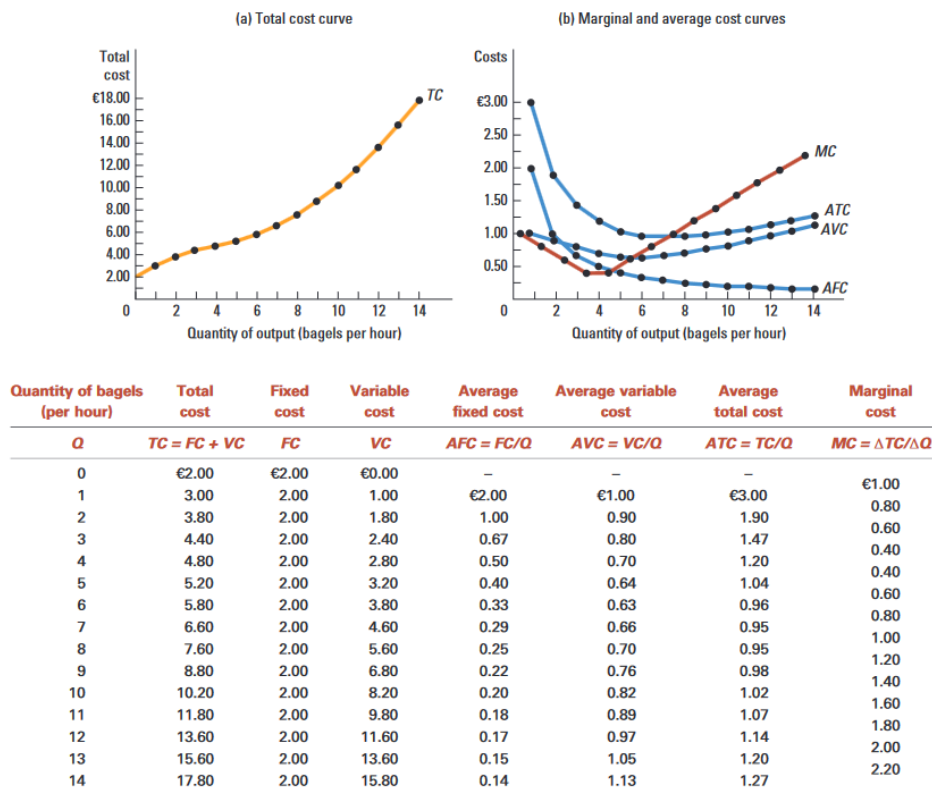 (a) Total cost curve
Total
cost
€18.00
16.00
14.00
12.00
10.00
8.00
6.00
4.00
2.00
0
2
4
6
8
10
12
14
TC
Quantity of output (bagels per hour)
(b) Marginal and average cost curves
Costs
€3.00
2.50
2.00
1.50
1.00
0.50
0
2
4
6
8
10
12
14
MC
ATC
AVC
AFC
Quantity of output (bagels per hour)
Quantity of bagels Total Fixed Variable Average Average variable Average Marginal
(per hour) cost cost cost fixed cost cost total cost cost
Q TC = FC + VC FC VC AFC = FC/Q AVC = VC/Q ATC = TC/Q MC = ΔTC/ΔQ
0 €2.00 €2.00 €0.00 – – –
€1.00
1 3.00 2.00 1.00 €2.00 €1.00 €3.00
0.80
2 3.80 2.00 1.80 1.00 0.90 1.90
0.60
3 4.40 2.00 2.40 0.67 0.80 1.47
0.40
4 4.80 2.00 2.80 0.50 0.70 1.20
0.40
5 5.20 2.00 3.20 0.40 0.64 1.04
0.60
6 5.80 2.00 3.80 0.33 0.63 0.96
0.80
7 6.60 2.00 4.60 0.29 0.66 0.95
1.00
8 7.60 2.00 5.60 0.25 0.70 0.95
1.20
9 8.80 2.00 6.80 0.22 0.76 0.98
1.40
10 10.20 2.00 8.20 0.20 0.82 1.02
1.60
11 11.80 2.00 9.80 0.18 0.89 1.07
1.80
12 13.60 2.00 11.60 0.17 0.97 1.14
2.00
13 15.60 2.00 13.60 0.15 1.05 1.20
2.20
14 17.80 2.00 15.80 0.14 1.13 1.27